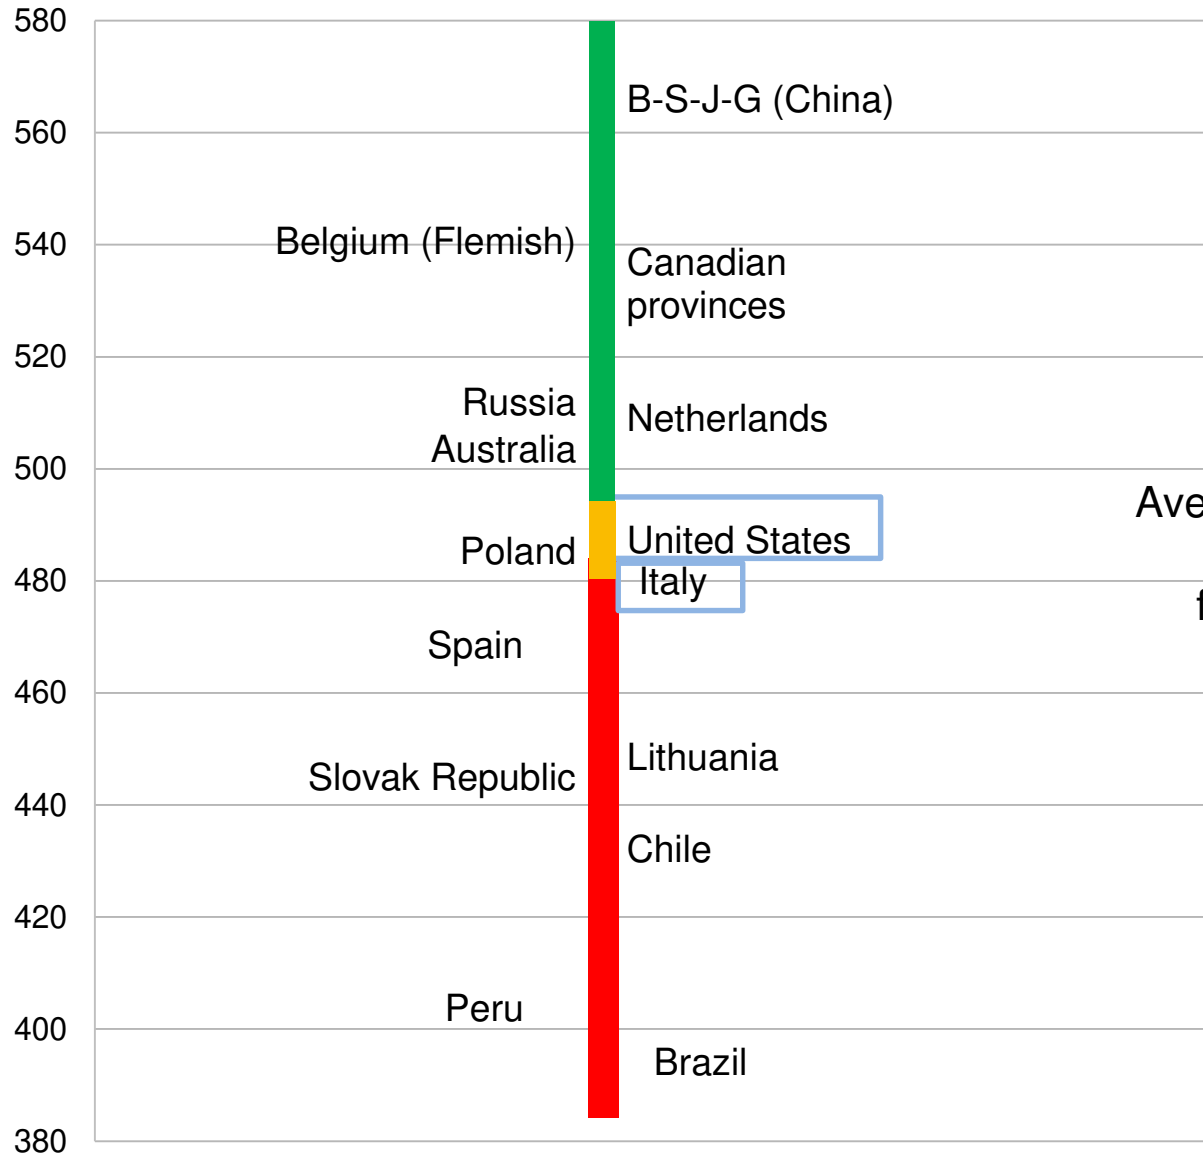 580
B-S-J-G (China)
560
Belgium (Flemish)
540
Canadian
provinces
520
Russia
Netherlands
Australia
500
United States
Poland
Italy
480
Spain
460
Lithuania
Slovak Republic
440
Chile
420
Peru
400
Brazil
380